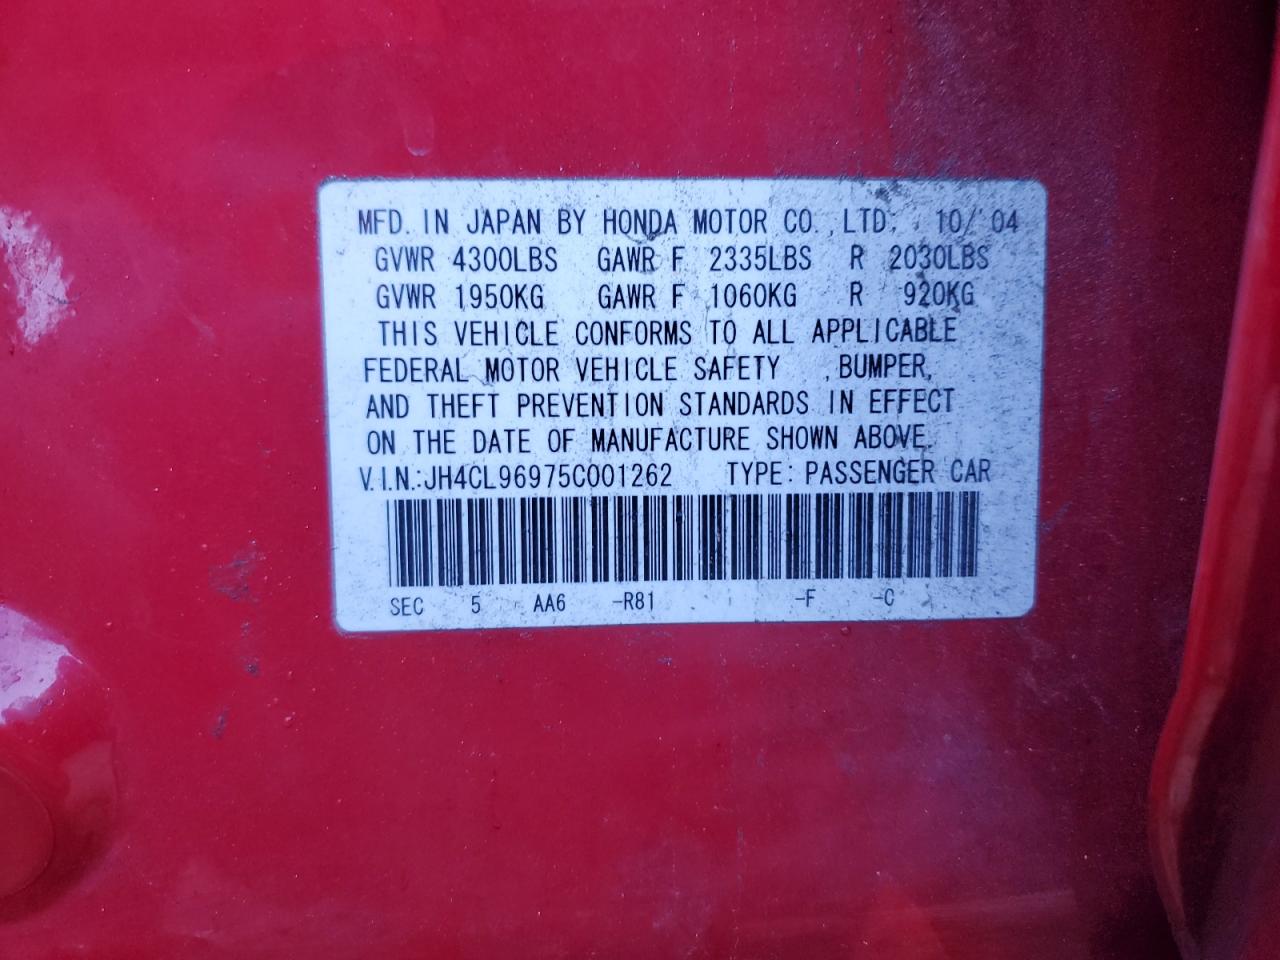 MFD. IN JAPAN BY HONDA MOTOR CO., LTD. 10/'04
GVWR 4300LBS GAWR F 2335LBS R 2030LBS
GVWR 1950KG GAWR F 1060KG R 920KG
THIS VEHICLE CONFORMS TO ALL APPLICABLE
FEDERAL MOTOR VEHICLE SAFETY , BUMPER,
AND THEFT PREVENTION STANDARDS IN EFFECT
ON THE DATE OF MANUFACTURE SHOWN ABOVE.
V.I.N.:JH4CL96975C001262 TYPE: PASSENGER CAR
SEC 5 AA6 -R81 -F -C